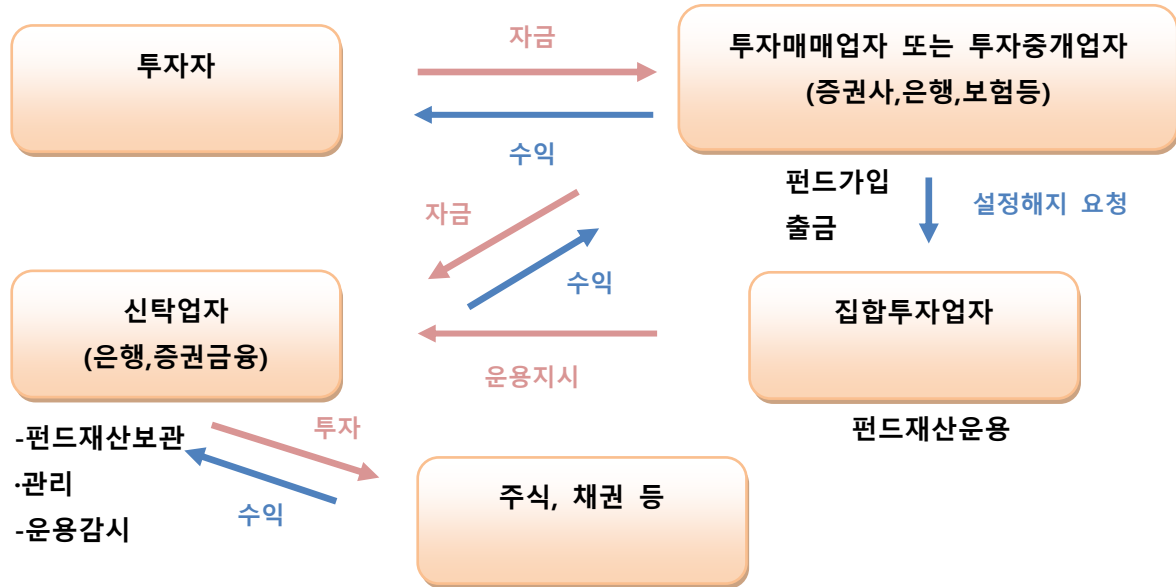 투자자
자금
수익
투자매매업자 또는 투자중개업자
(증권사,은행,보험등)
펀드가입
출금
설정해지 요청
자금
수익
신탁업자
(은행,증권금융)
운용지시
집합투자업자
펀드재산운용
-펀드재산보관
·관리
-운용감시
투자
수익
주식, 채권 등